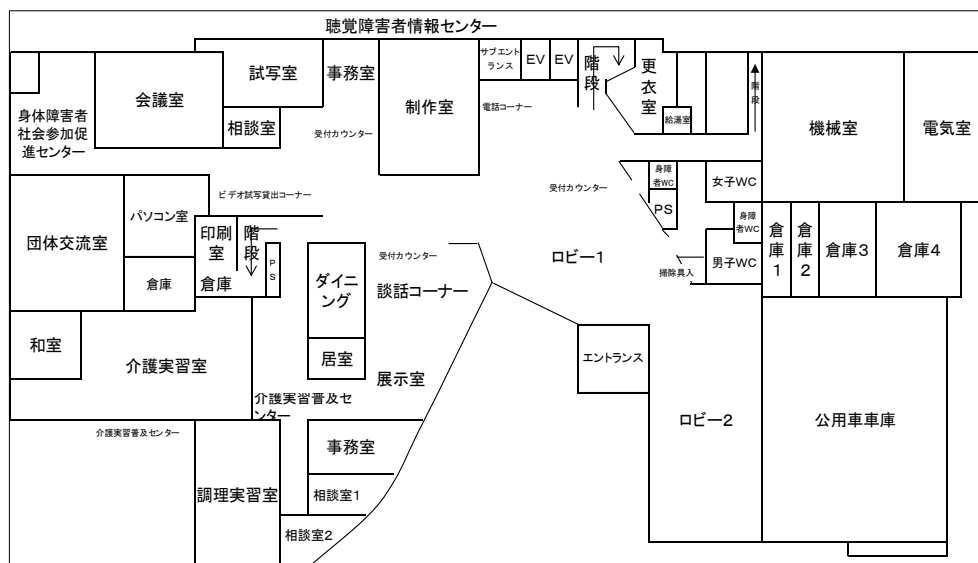 聴覚障害者情報センター
サブエント
ランス
EV
EV
階段
更衣室
試写室
事務室
制作室
会議室
電話コーナー
階段
身体障害者
社会参加促
進センター
相談室
受付カウンター
給湯室
機械室
電気室
身障
者WC
女子WC
受付カウンター
ビデオ試写貸出コーナー
パソコン室
団体交流室
印刷
室
階段
PS
身障
者WC
倉庫1
倉庫2
倉庫3
倉庫4
ロビー1
男子WC
掃除具入
受付カウンター
PS
ダイニ
ング
談話コーナー
倉庫
倉庫
和室
介護実習室
居室
展示室
エントランス
介護実習普及セ
ンター
介護実習普及センター
事務室
ロビー2
公用車車庫
調理実習室
相談室1
相談室2